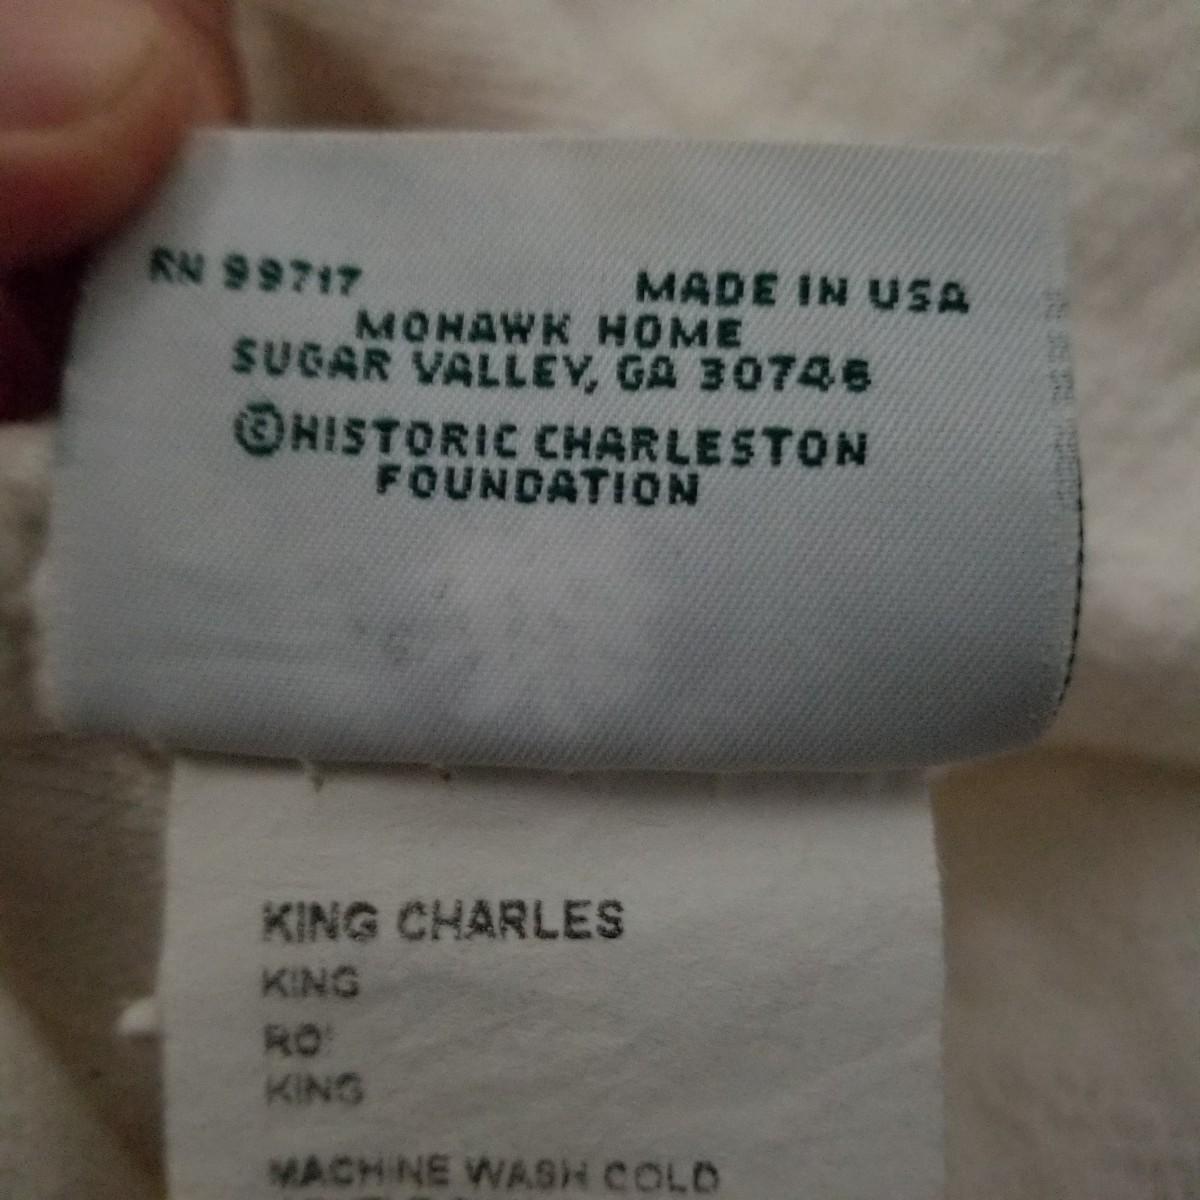 RN 99717 MADE IN USA
MOHAWK HOME
SUGAR VALLEY, GA 30746
©HISTORIC CHARLESTON
FOUNDATION
KING CHARLES
KING
RO
KING
MACHINE WASH COLD